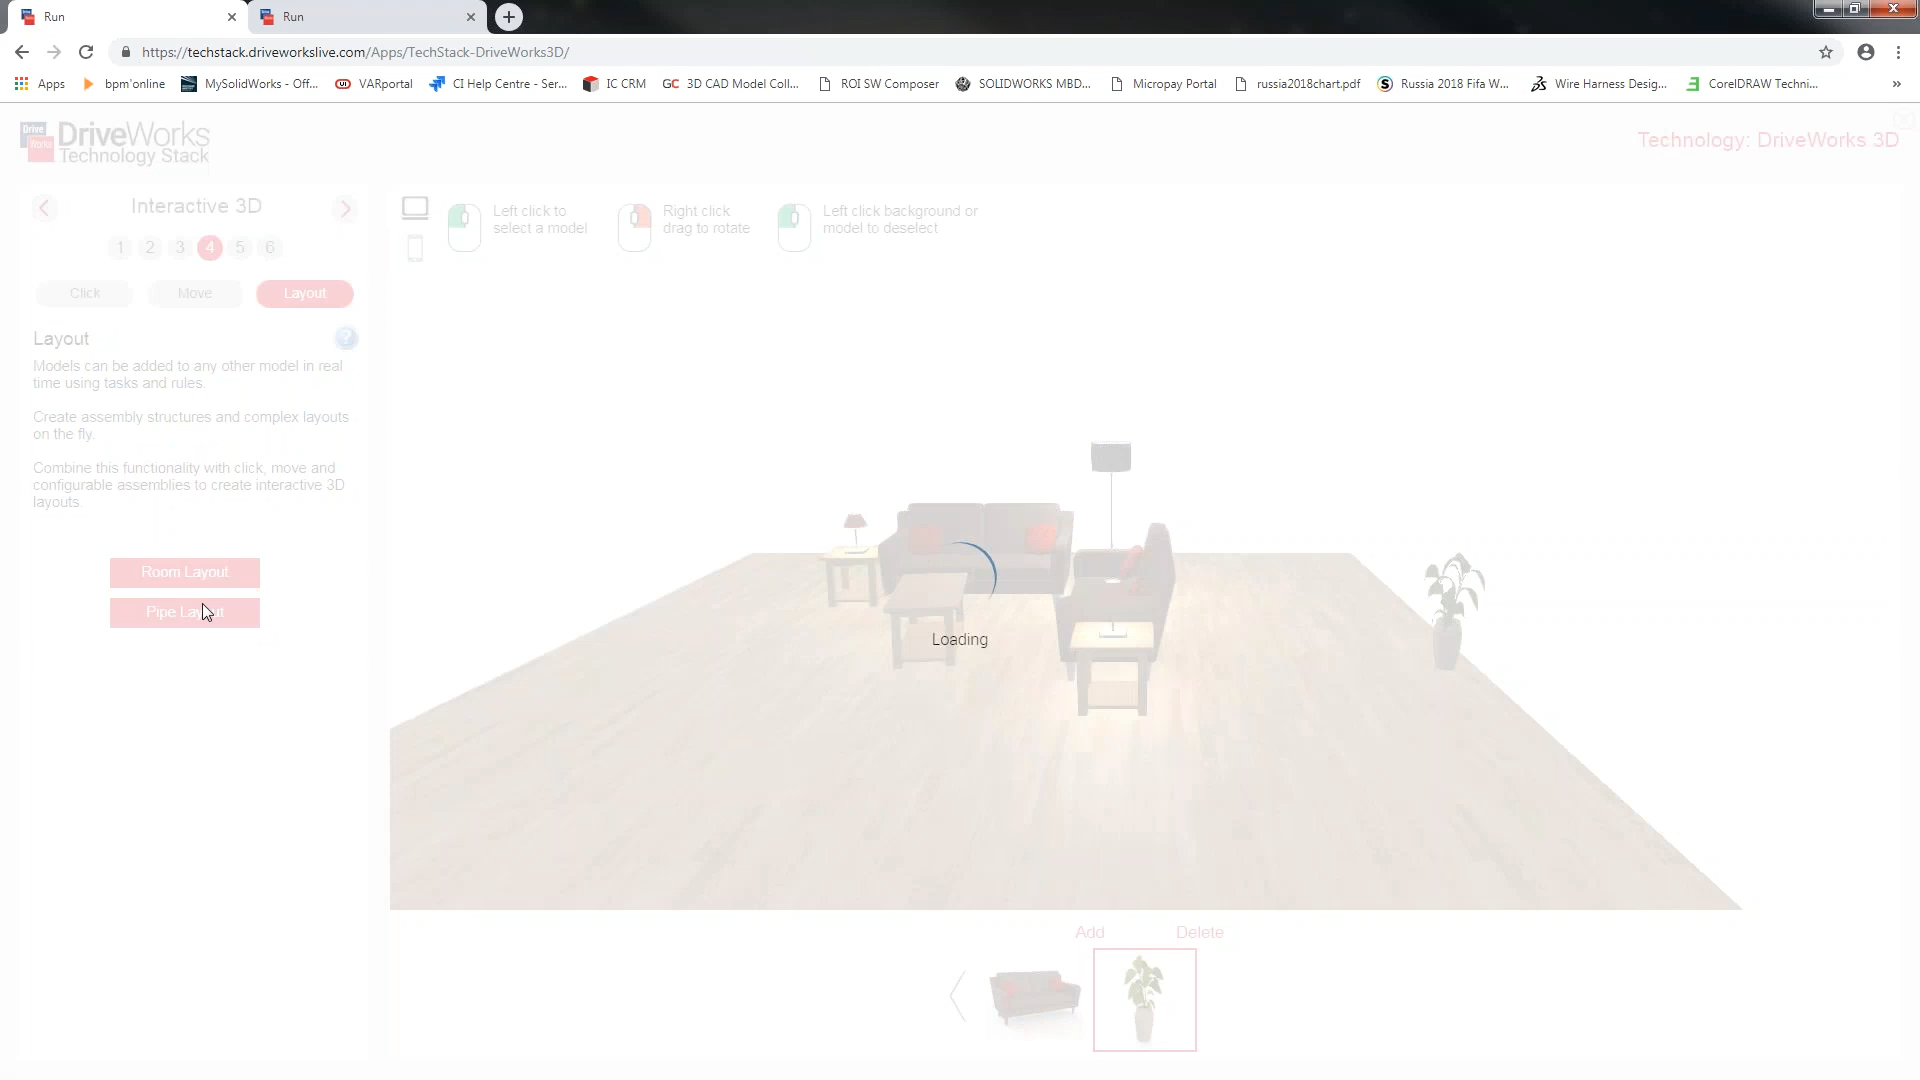 Run
Run
https://techstack.driveworkslive.com/Apps/TechStack-DriveWorks3D/
Apps
bpm'online
MySolidWorks - Off...
VARportal
CI Help Centre - Ser...
IC CRM
GC 3D CAD Model Coll...
ROI SW Composer
SOLIDWORKS MBD...
Micropay Portal
russia2018chart.pdf
Russia 2018 Fifa W...
Wire Harness Desig...
CorelDRAW Techni...
Drive
Works
DriveWorks
Technology Stack
Technology: DriveWorks 3D
Interactive 3D
1 2 3 4 5 6
Click
Move
Layout
Left click to
select a model
Right click
drag to rotate
Left click background or
model to deselect
Layout
?
Models can be added to any other model in real
time using tasks and rules.
Create assembly structures and complex layouts
on the fly.
Combine this functionality with click, move and
configurable assemblies to create interactive 3D
layouts.
Room Layout
Pipe Layout
Loading
Add
Delete